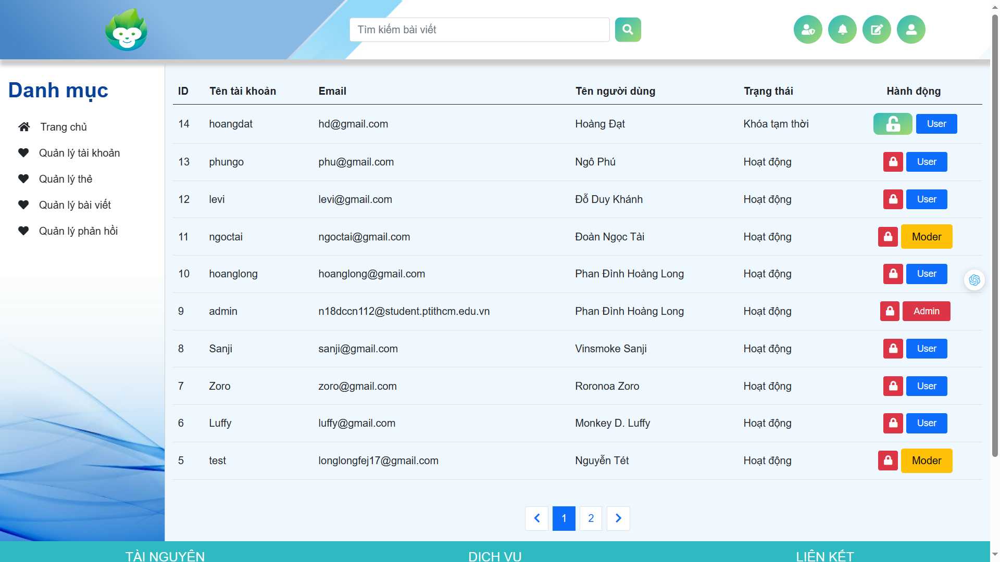 Tìm kiếm bài viết
Danh mục
Trang chủ
Quản lý tài khoản
Quản lý thẻ
Quản lý bài viết
Quản lý phản hồi
ID Tên tài khoản Email Tên người dùng Trạng thái Hành động
14 hoangdat hd@gmail.com Hoàng Đạt Khóa tạm thời User
13 phungo phu@gmail.com Ngô Phú Hoạt động User
12 levi levi@gmail.com Đỗ Duy Khánh Hoạt động User
11 ngoctai ngoctai@gmail.com Đoàn Ngọc Tài Hoạt động Moder
10 hoanglong hoanglong@gmail.com Phan Đình Hoàng Long Hoạt động User
9 admin n18dccn112@student.ptithcm.edu.vn Phan Đình Hoàng Long Hoạt động Admin
8 Sanji sanji@gmail.com Vinsmoke Sanji Hoạt động User
7 Zoro zoro@gmail.com Roronoa Zoro Hoạt động User
6 Luffy luffy@gmail.com Monkey D. Luffy Hoạt động User
5 test longlongfej17@gmail.com Nguyễn Tét Hoạt động Moder
1 2
TÀI NGUYÊN DỊCH VỤ LIÊN KẾT